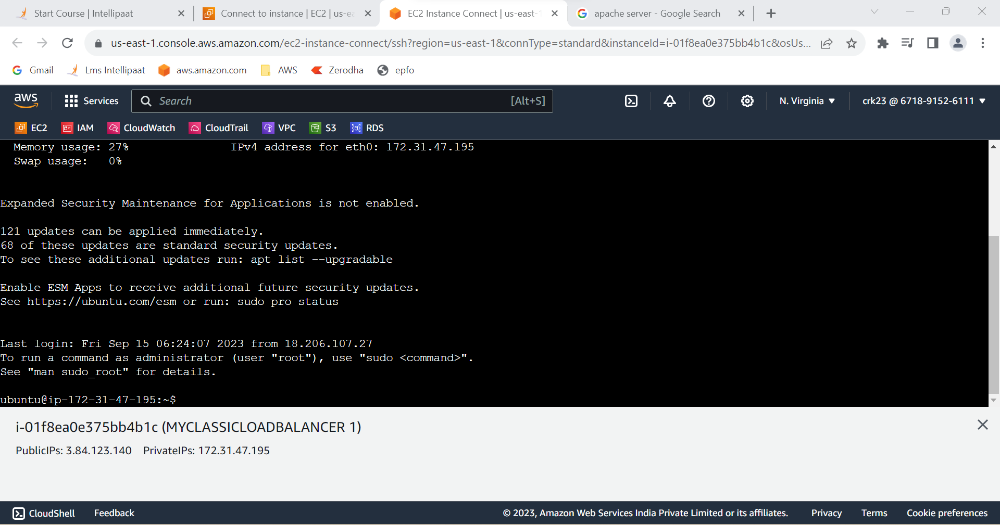 Start Course | Intellipaat
Connect to instance | EC2 | us-ea
EC2 Instance Connect | us-east-1
apache server - Google Search
us-east-1.console.aws.amazon.com/ec2-instance-connect/ssh?region=us-east-1&connType=standard&instanceId=i-01f8ea0e375bb4b1c&osUs...
Gmail
Lms Intellipaat
aws.amazon.com
AWS
Zerodha
epfo
aws
Services
Search
[Alt+S]
N. Virginia
crk23 @ 6718-9152-6111
EC2
IAM
CloudWatch
CloudTrail
VPC
S3
RDS
Memory usage: 27% IPv4 address for eth0: 172.31.47.195
Swap usage: 0%
Expanded Security Maintenance for Applications is not enabled.
121 updates can be applied immediately.
68 of these updates are standard security updates.
To see these additional updates run: apt list --upgradable
Enable ESM Apps to receive additional future security updates.
See https://ubuntu.com/esm or run: sudo pro status
Last login: Fri Sep 15 06:24:07 2023 from 18.206.107.27
To run a command as administrator (user "root"), use "sudo <command>".
See "man sudo_root" for details.
ubuntu@ip-172-31-47-195:~$
i-01f8ea0e375bb4b1c (MYCLASSICLOADBALANCER 1)
PublicIPs: 3.84.123.140 PrivateIPs: 172.31.47.195
CloudShell
Feedback
© 2023, Amazon Web Services India Private Limited or its affiliates.
Privacy
Terms
Cookie preferences